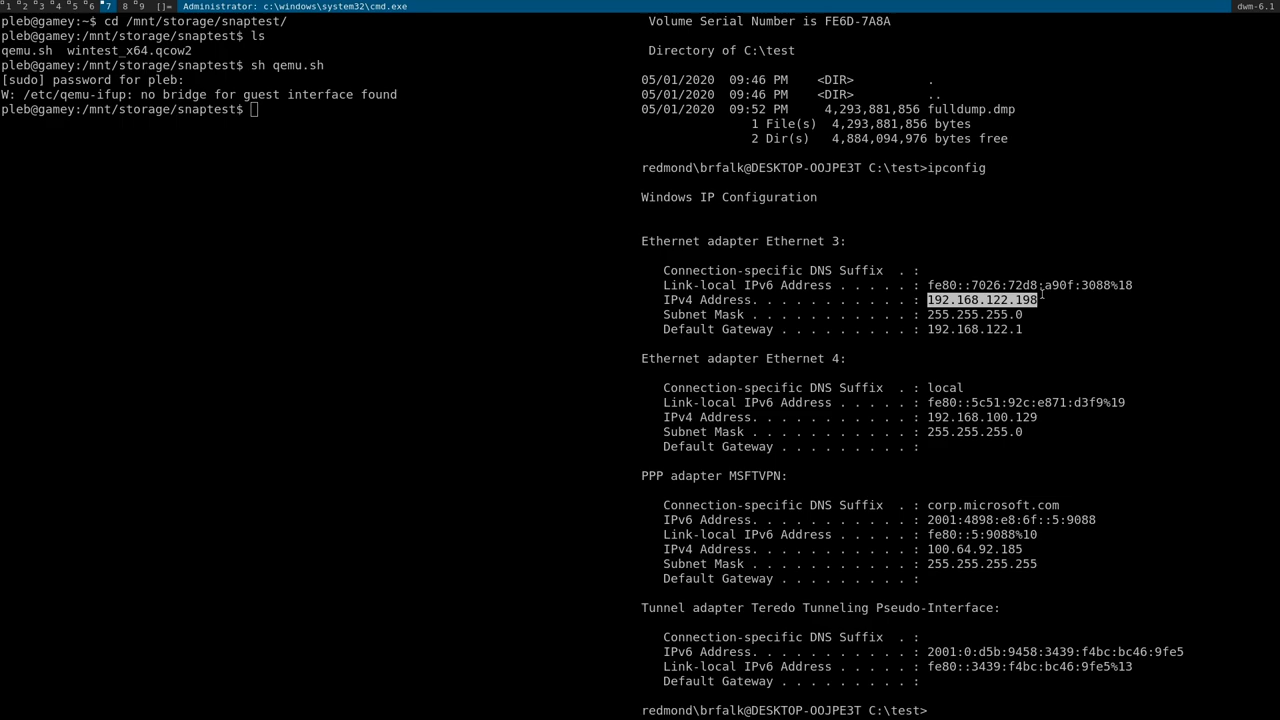 1 2 3 4 5 6 7 8 9 []= Administrator: c:\windows\system32\cmd.exe dwm-6.1
pleb@gamey:~$ cd /mnt/storage/snaptest/
pleb@gamey:/mnt/storage/snaptest$ ls
qemu.sh  wintest_x64.qcow2
pleb@gamey:/mnt/storage/snaptest$ sh qemu.sh
[sudo] password for pleb:
W: /etc/qemu-ifup: no bridge for guest interface found
pleb@gamey:/mnt/storage/snaptest$
Volume Serial Number is FE6D-7A8A
Directory of C:\test
05/01/2020  09:46 PM    <DIR>          .
05/01/2020  09:46 PM    <DIR>          ..
05/01/2020  09:52 PM     4,293,881,856 fulldump.dmp
1 File(s)  4,293,881,856 bytes
2 Dir(s)   4,884,094,976 bytes free
redmond\brfalk@DESKTOP-OOJPE3T C:\test>ipconfig
Windows IP Configuration
Ethernet adapter Ethernet 3:
Connection-specific DNS Suffix  . :
Link-local IPv6 Address . . . . . : fe80::7026:72d8:a90f:3088%18
IPv4 Address. . . . . . . . . . . : 192.168.122.198
Subnet Mask . . . . . . . . . . . : 255.255.255.0
Default Gateway . . . . . . . . . : 192.168.122.1
Ethernet adapter Ethernet 4:
Connection-specific DNS Suffix  . : local
Link-local IPv6 Address . . . . . : fe80::5c51:92c:e871:d3f9%19
IPv4 Address. . . . . . . . . . . : 192.168.100.129
Subnet Mask . . . . . . . . . . . : 255.255.255.0
Default Gateway . . . . . . . . . :
PPP adapter MSFTVPN:
Connection-specific DNS Suffix  . : corp.microsoft.com
IPv6 Address. . . . . . . . . . . : 2001:4898:e8:6f::5:9088
Link-local IPv6 Address . . . . . : fe80::5:9088%10
IPv4 Address. . . . . . . . . . . : 100.64.92.185
Subnet Mask . . . . . . . . . . . : 255.255.255.255
Default Gateway . . . . . . . . . :
Tunnel adapter Teredo Tunneling Pseudo-Interface:
Connection-specific DNS Suffix  . :
IPv6 Address. . . . . . . . . . . : 2001:0:d5b:9458:3439:f4bc:bc46:9fe5
Link-local IPv6 Address . . . . . : fe80::3439:f4bc:bc46:9fe5%13
Default Gateway . . . . . . . . . :
redmond\brfalk@DESKTOP-OOJPE3T C:\test>